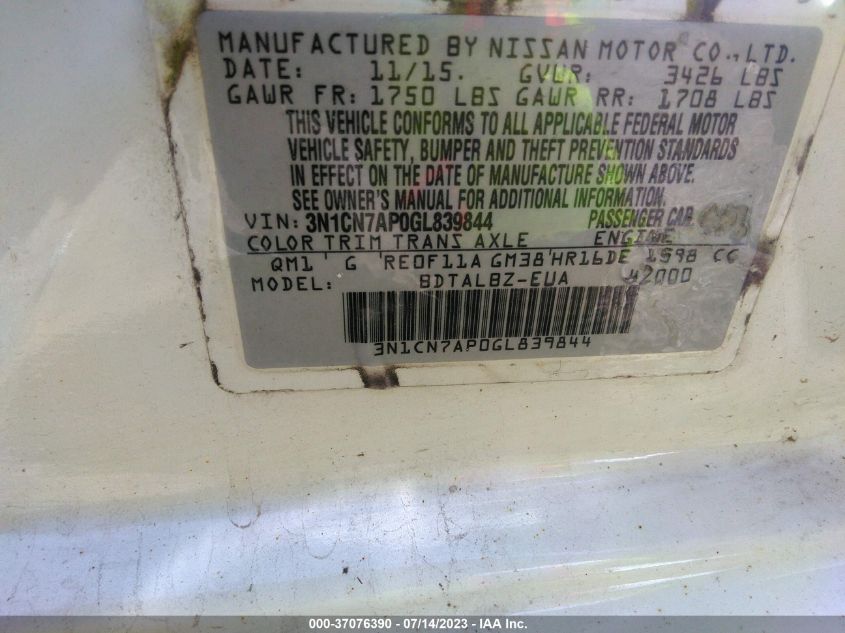 MANUFACTURED BY NISSAN MOTOR CO., LTD.
DATE: 11/15. GVWR: 3426 LBS
GAWR FR: 1750 LBS GAWR RR: 1708 LBS
THIS VEHICLE CONFORMS TO ALL APPLICABLE FEDERAL MOTOR
VEHICLE SAFETY, BUMPER AND THEFT PREVENTION STANDARDS
IN EFFECT ON THE DATE OF MANUFACTURE SHOWN ABOVE.
SEE OWNER'S MANUAL FOR ADDITIONAL INFORMATION.
VIN: 3N1CN7AP0GL839844 PASSENGER CAR
COLOR TRIM TRANS AXLE ENGINE
QM1 G RE0F11A GM38 HR16DE 1598 CC
MODEL: BDTALBZ-EUA 42000
3N1CN7AP0GL839844
000-37076390 - 07/14/2023 - IAA Inc.